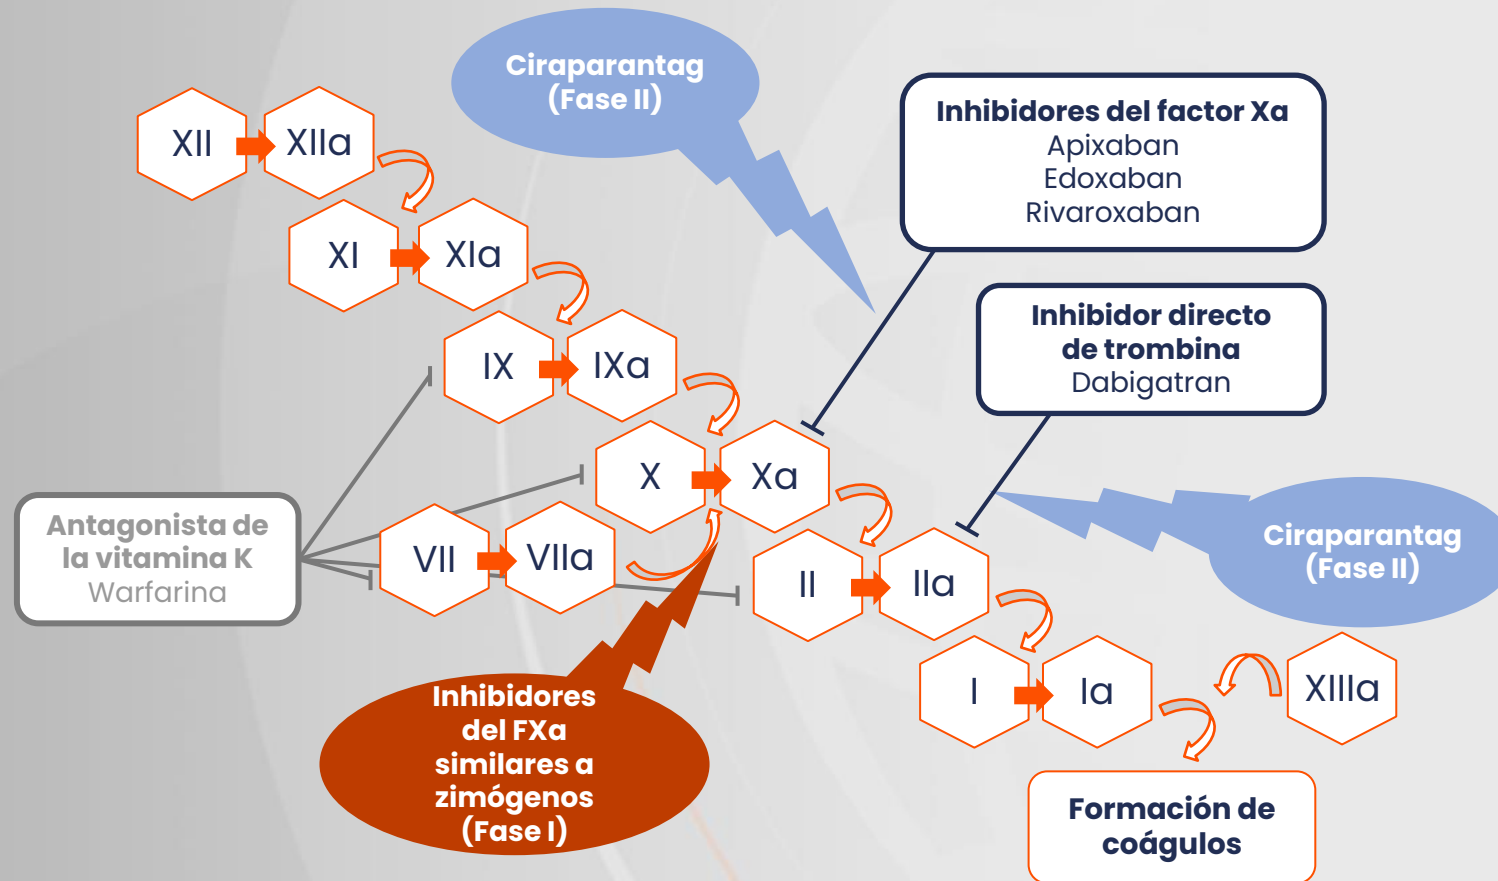 Ciraparantag
(Fase II)
Inhibidores del factor Xa
Apixaban
Edoxaban
Rivaroxaban
XII
XIIa
XI
XIa
Inhibidor directo
de trombina
Dabigatran
IX
IXa
X
Xa
Antagonista de
la vitamina K
Warfarina
VII
VIIa
II
IIa
Ciraparantag
(Fase II)
I
Ia
XIIIa
Inhibidores
del FXa
similares a
zimógenos
(Fase I)
Formación de
coágulos